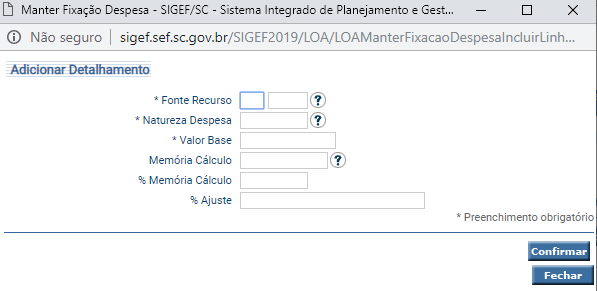 Manter Fixação Despesa - SIGEF/SC - Sistema Integrado de Planejamento e Gest...
Não seguro | sigef.sef.sc.gov.br/SIGEF2019/LOA/LOAManterFixacaoDespesaIncluirLinh...
Adicionar Detalhamento
* Fonte Recurso ?
* Natureza Despesa ?
* Valor Base
Memória Cálculo ?
% Memória Cálculo
% Ajuste
* Preenchimento obrigatório
Confirmar
Fechar